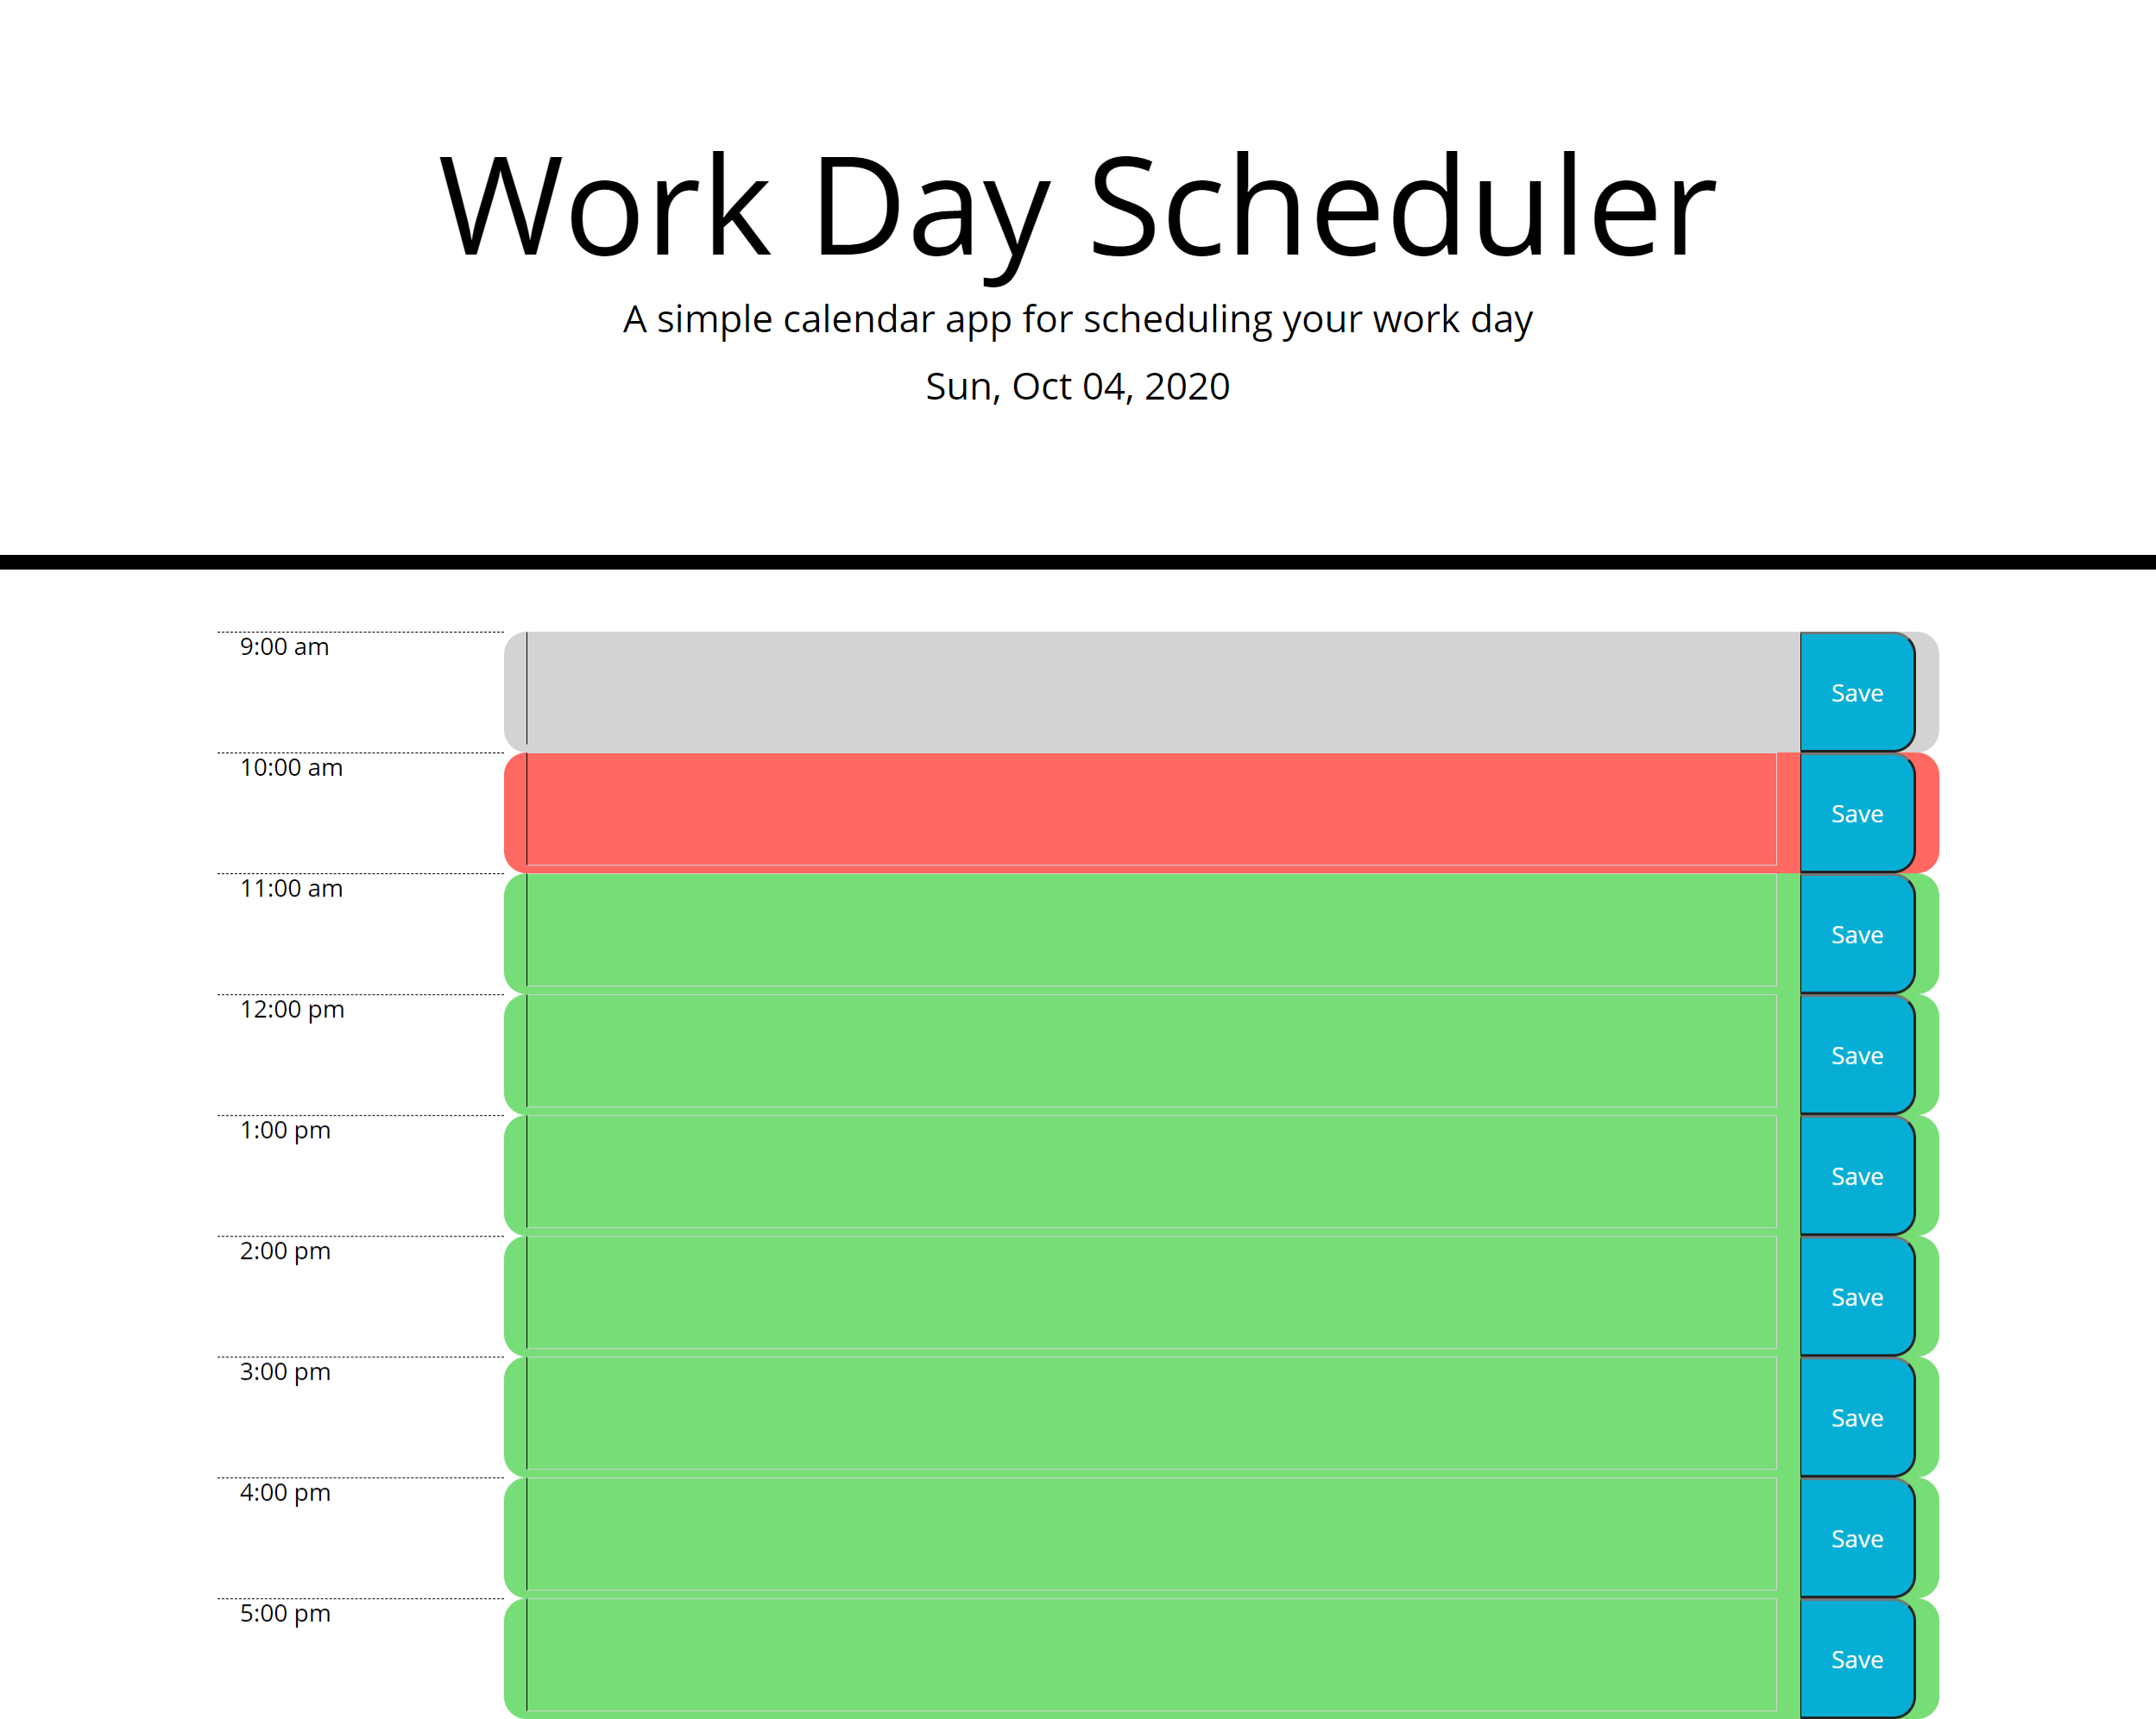 Work Day Scheduler
A simple calendar app for scheduling your work day
Sun, Oct 04, 2020
9:00 am
Save
10:00 am
Save
11:00 am
Save
12:00 pm
Save
1:00 pm
Save
2:00 pm
Save
3:00 pm
Save
4:00 pm
Save
5:00 pm
Save